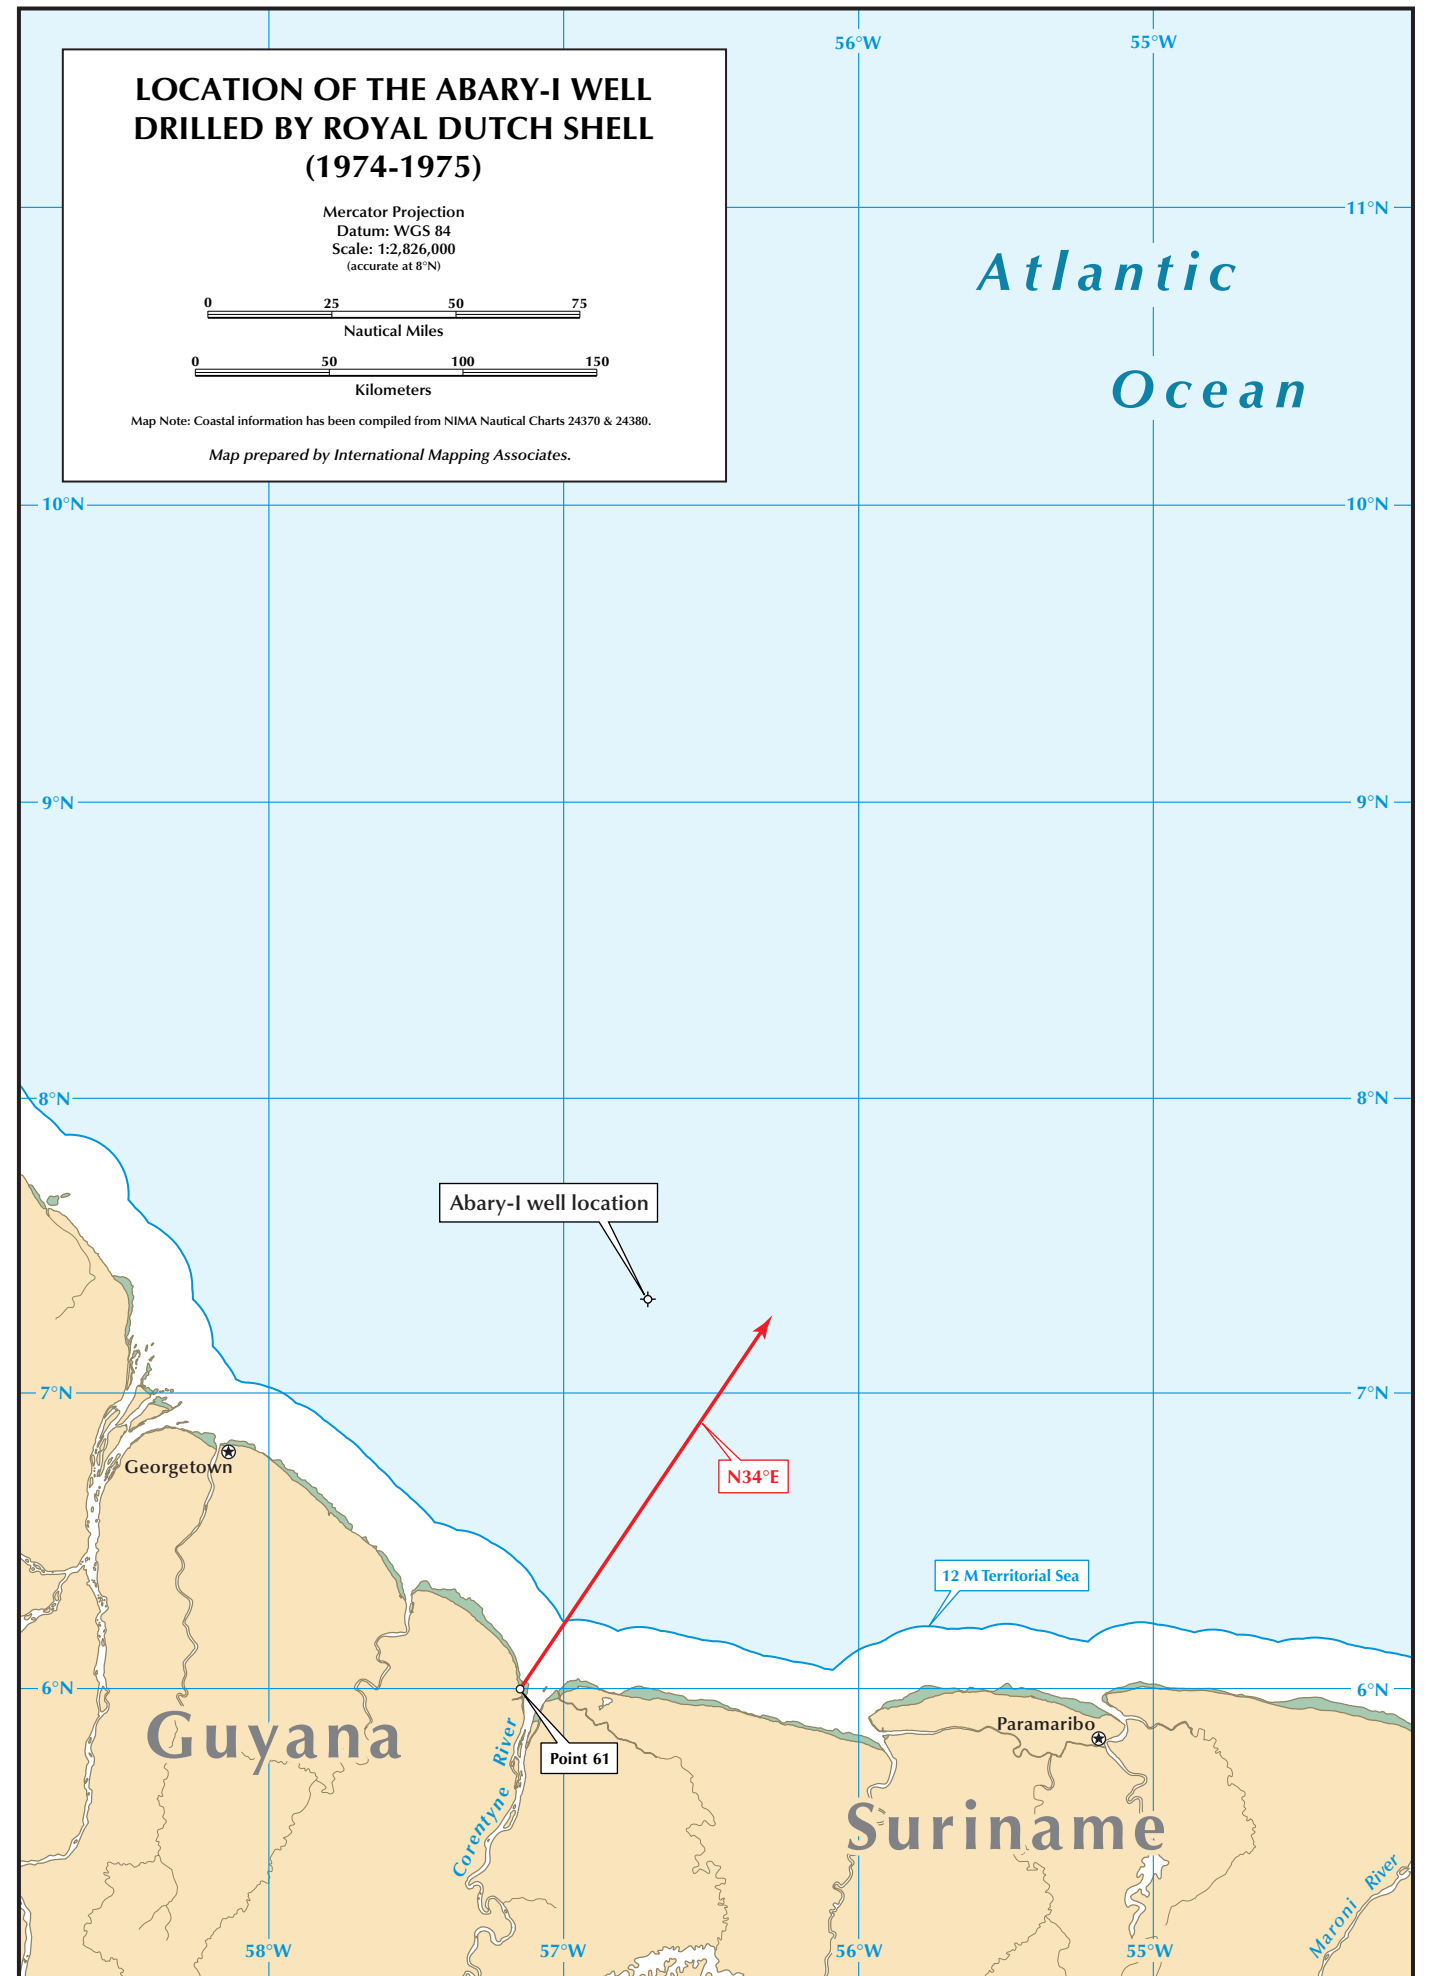 56°W
55°W
LOCATION OF THE ABARY-I WELL
DRILLED BY ROYAL DUTCH SHELL
(1974-1975)
Mercator Projection
Datum: WGS 84
Scale: 1:2,826,000
(accurate at 8°N)
0 25 50 75
Nautical Miles
0 50 100 150
Kilometers
Map Note: Coastal information has been compiled from NIMA Nautical Charts 24370 & 24380.
Map prepared by International Mapping Associates.
11°N
Atlantic
Ocean
10°N
10°N
9°N
9°N
8°N
8°N
Abary-I well location
7°N
7°N
Georgetown
N34°E
12 M Territorial Sea
6°N
6°N
Guyana
Point 61
Corentyne River
Paramaribo
Suriname
Maroni River
58°W
57°W
56°W
55°W